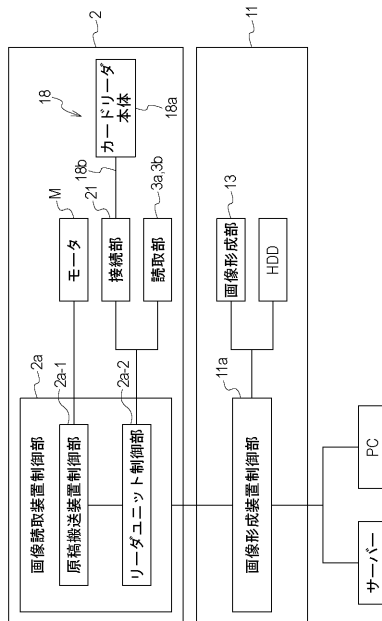 2
18
カードリーダ
本体
18a
18b
M
モータ
21
接続部
3a,3b
読取部
2a
画像読取装置制御部
2a-1
原稿搬送装置制御部
2a-2
リーダユニット制御部
11
13
画像形成部
HDD
11a
画像形成装置制御部
サーバー
PC